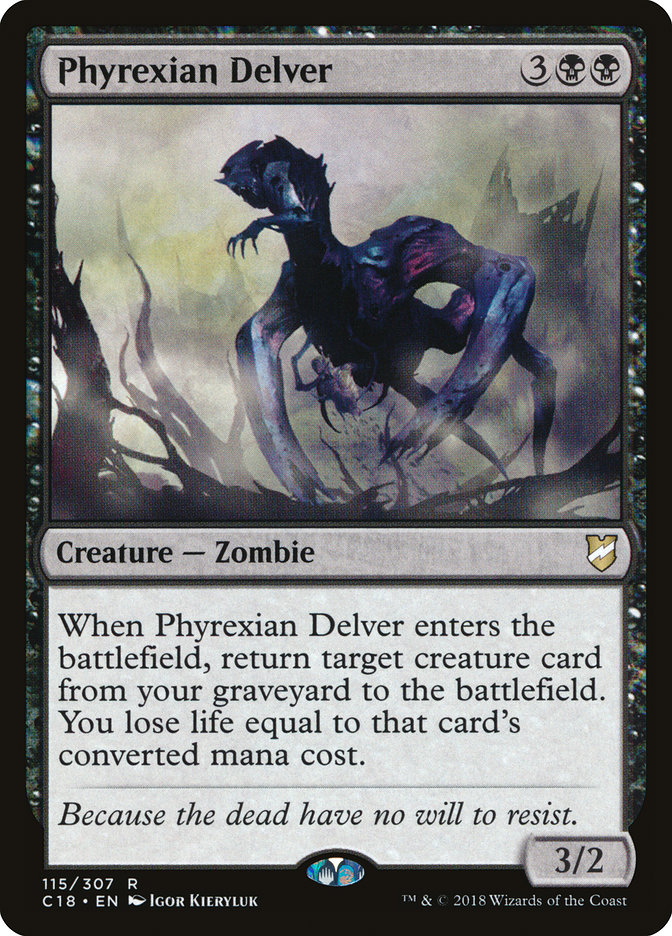 Phyrexian Delver 3
Creature — Zombie
When Phyrexian Delver enters the
battlefield, return target creature card
from your graveyard to the battlefield.
You lose life equal to that card's
converted mana cost.
Because the dead have no will to resist.
3/2
115/307 R
C18 • EN Igor Kieryluk
™ & © 2018 Wizards of the Coast